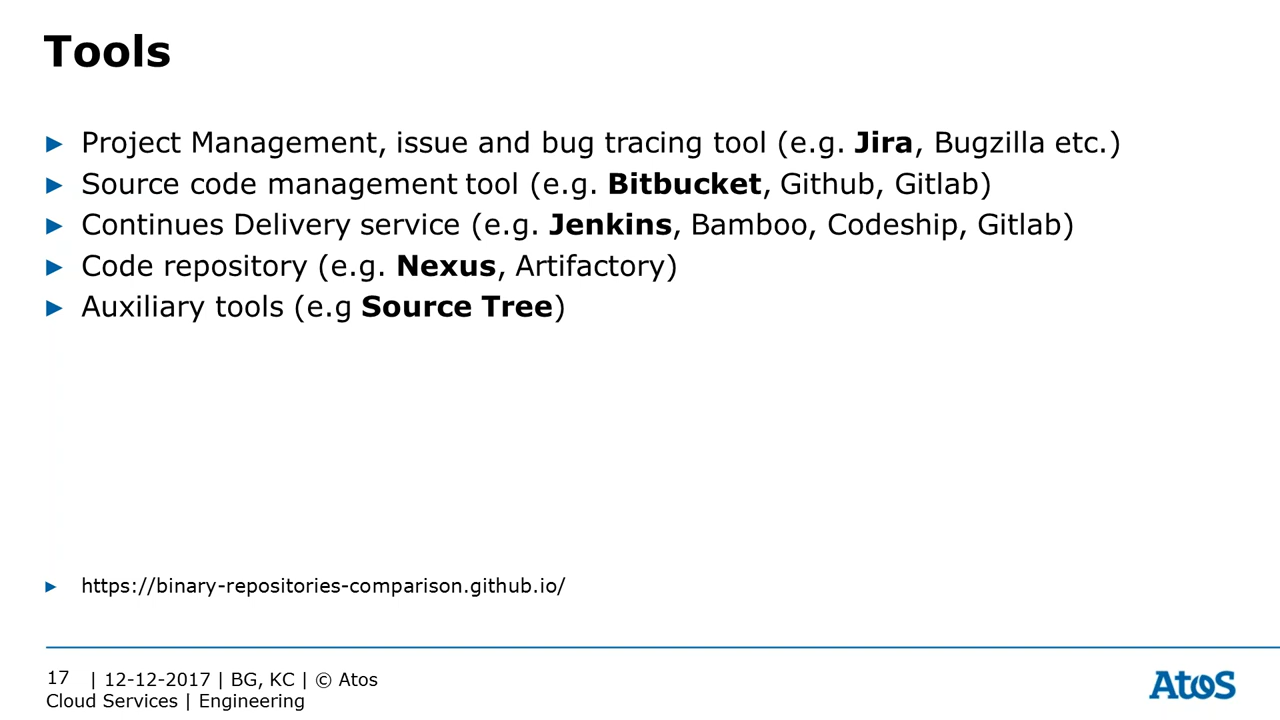 Tools
Project Management, issue and bug tracing tool (e.g. Jira, Bugzilla etc.)
Source code management tool (e.g. Bitbucket, Github, Gitlab)
Continues Delivery service (e.g. Jenkins, Bamboo, Codeship, Gitlab)
Code repository (e.g. Nexus, Artifactory)
Auxiliary tools (e.g Source Tree)
https://binary-repositories-comparison.github.io/
17 | 12-12-2017 | BG, KC | © Atos
Cloud Services | Engineering
Atos